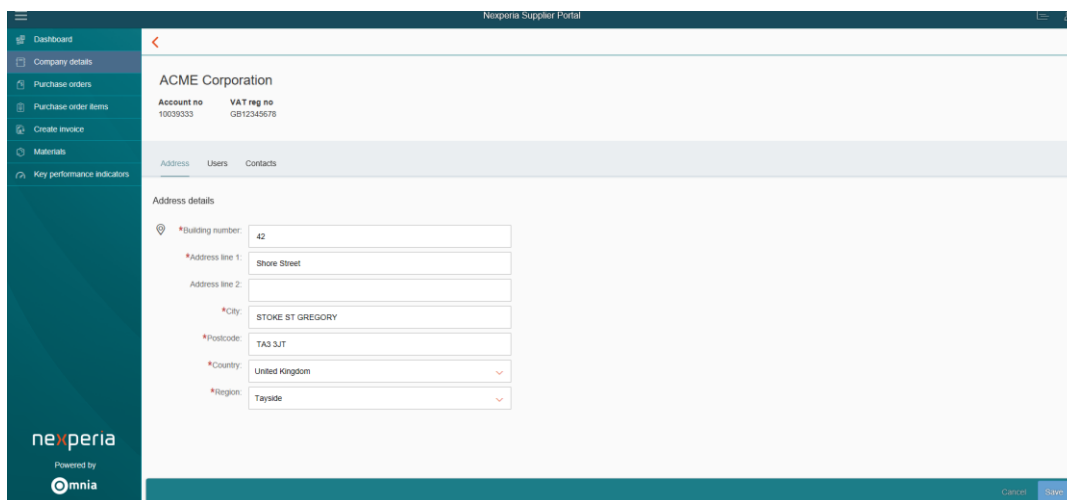 Nexperia Supplier Portal
Dashboard
Company details
Purchase orders
Purchase order items
Create invoice
Materials
Key performance indicators
nexperia
Powered by
Omnia
ACME Corporation
Account no VAT reg no
10039333 GB12345678
Address Users Contacts
Address details
*Building number: 42
*Address line 1: Shore Street
Address line 2:
*City: STOKE ST GREGORY
*Postcode: TA3 3JT
*Country: United Kingdom
*Region: Tayside
Cancel Save